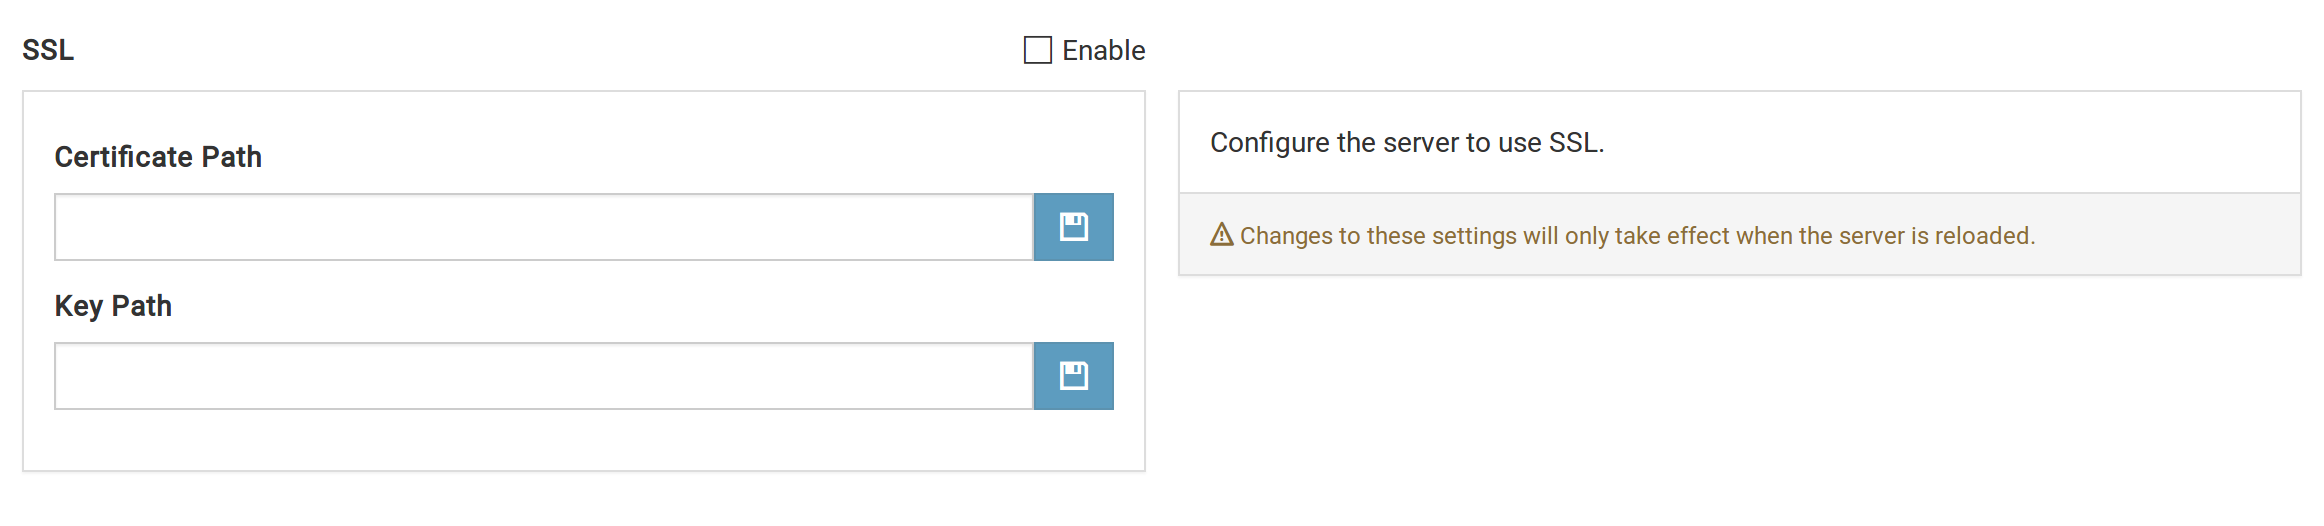 SSL
Enable
Certificate Path
Key Path
Configure the server to use SSL.
Changes to these settings will only take effect when the server is reloaded.